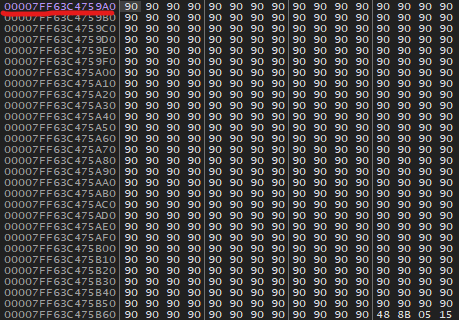 00007FF63C4759A0 90 90 90 90 90 90 90 90 90 90 90 90 90 90 90 90
00007FF63C4759B0 90 90 90 90 90 90 90 90 90 90 90 90 90 90 90 90
00007FF63C4759C0 90 90 90 90 90 90 90 90 90 90 90 90 90 90 90 90
00007FF63C4759D0 90 90 90 90 90 90 90 90 90 90 90 90 90 90 90 90
00007FF63C4759E0 90 90 90 90 90 90 90 90 90 90 90 90 90 90 90 90
00007FF63C4759F0 90 90 90 90 90 90 90 90 90 90 90 90 90 90 90 90
00007FF63C475A00 90 90 90 90 90 90 90 90 90 90 90 90 90 90 90 90
00007FF63C475A10 90 90 90 90 90 90 90 90 90 90 90 90 90 90 90 90
00007FF63C475A20 90 90 90 90 90 90 90 90 90 90 90 90 90 90 90 90
00007FF63C475A30 90 90 90 90 90 90 90 90 90 90 90 90 90 90 90 90
00007FF63C475A40 90 90 90 90 90 90 90 90 90 90 90 90 90 90 90 90
00007FF63C475A50 90 90 90 90 90 90 90 90 90 90 90 90 90 90 90 90
00007FF63C475A60 90 90 90 90 90 90 90 90 90 90 90 90 90 90 90 90
00007FF63C475A70 90 90 90 90 90 90 90 90 90 90 90 90 90 90 90 90
00007FF63C475A80 90 90 90 90 90 90 90 90 90 90 90 90 90 90 90 90
00007FF63C475A90 90 90 90 90 90 90 90 90 90 90 90 90 90 90 90 90
00007FF63C475AA0 90 90 90 90 90 90 90 90 90 90 90 90 90 90 90 90
00007FF63C475AB0 90 90 90 90 90 90 90 90 90 90 90 90 90 90 90 90
00007FF63C475AC0 90 90 90 90 90 90 90 90 90 90 90 90 90 90 90 90
00007FF63C475AD0 90 90 90 90 90 90 90 90 90 90 90 90 90 90 90 90
00007FF63C475AE0 90 90 90 90 90 90 90 90 90 90 90 90 90 90 90 90
00007FF63C475AF0 90 90 90 90 90 90 90 90 90 90 90 90 90 90 90 90
00007FF63C475B00 90 90 90 90 90 90 90 90 90 90 90 90 90 90 90 90
00007FF63C475B10 90 90 90 90 90 90 90 90 90 90 90 90 90 90 90 90
00007FF63C475B20 90 90 90 90 90 90 90 90 90 90 90 90 90 90 90 90
00007FF63C475B30 90 90 90 90 90 90 90 90 90 90 90 90 90 90 90 90
00007FF63C475B40 90 90 90 90 90 90 90 90 90 90 90 90 90 90 90 90
00007FF63C475B50 90 90 90 90 90 90 90 90 90 90 90 90 90 90 90 90
00007FF63C475B60 90 90 90 90 90 90 90 90 90 90 90 90 48 8B 05 15